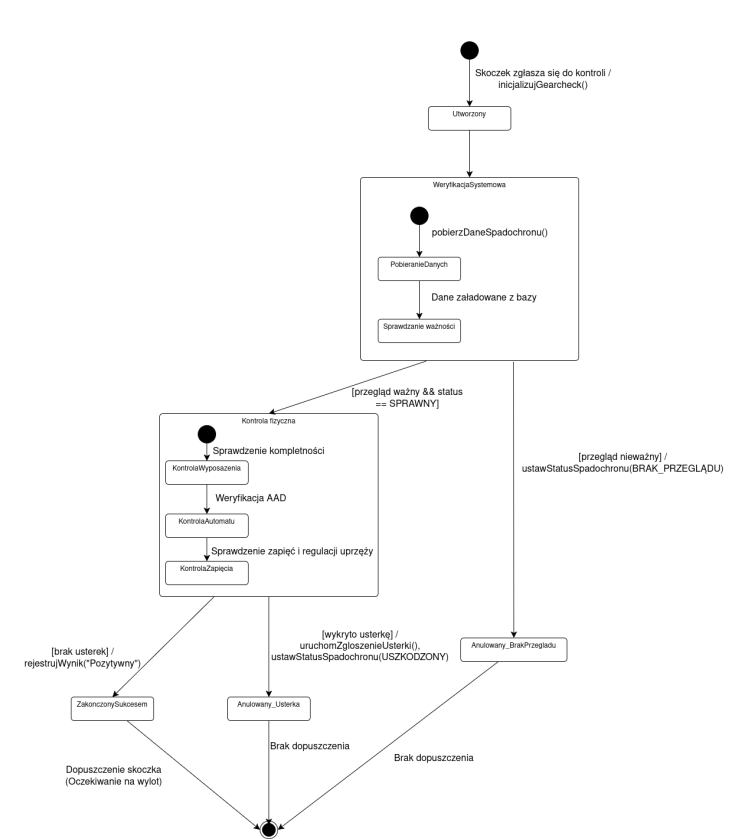 Skoczek zgłasza się do kontroli /
inicjalizujGearcheck()
Utworzony
WeryfikacjaSystemowa
pobierzDaneSpadochronu()
PobieranieDanych
Dane załadowane z bazy
Sprawdzanie ważności
[przegląd ważny && status
== SPRAWNY]
Kontrola fizyczna
Sprawdzenie kompletności
KontrolaWyposazenia
Weryfikacja AAD
KontrolaAutomatu
Sprawdzenie zapięć i regulacji uprzęży
KontrolaZapięcia
[przegląd nieważny] /
ustawStatusSpadochronu(BRAK_PRZEGLĄDU)
[brak usterek] /
rejestrujWynik("Pozytywny")
[wykryto usterkę] /
uruchomZgloszenieUsterki(),
ustawStatusSpadochronu(USZKODZONY)
Anulowany_BrakPrzegladu
ZakonczonySukcesem
Anulowany_Usterka
Brak dopuszczenia
Brak dopuszczenia
Dopuszczenie skoczka
(Oczekiwanie na wylot)